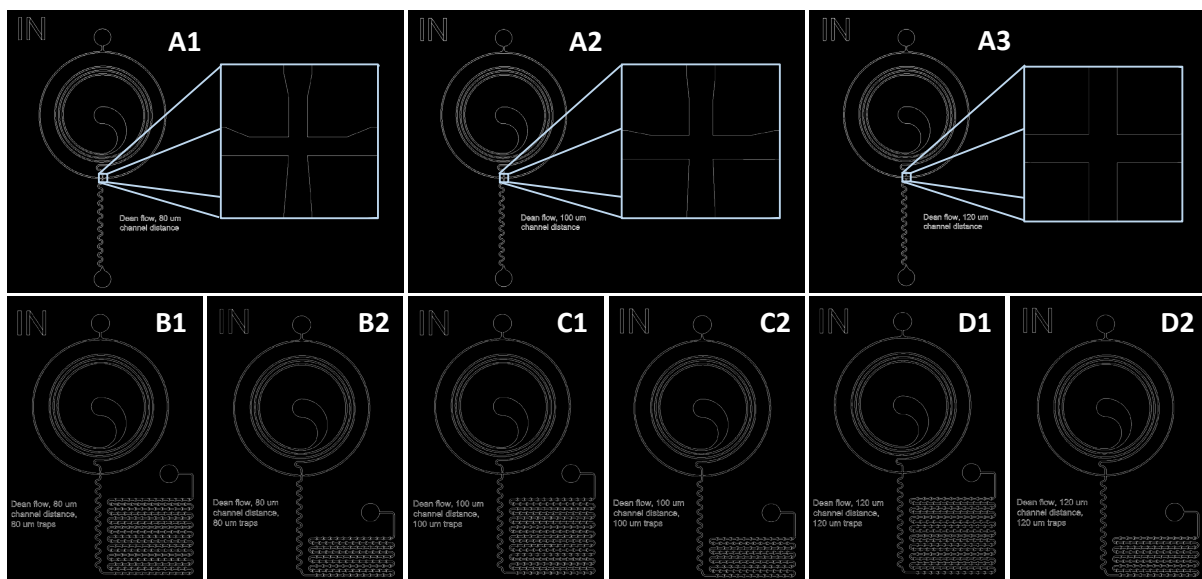 IN
A1
Dean flow, 80 um
channel distance
IN
A2
Dean flow, 100 um
channel distance
IN
A3
Dean flow, 120 um
channel distance
IN
B1
Dean flow, 80 um
channel distance,
80 um traps
IN
B2
Dean flow, 80 um
channel distance,
80 um traps
IN
C1
Dean flow, 100 um
channel distance,
100 um traps
IN
C2
Dean flow, 100 um
channel distance,
100 um traps
IN
D1
Dean flow, 120 um
channel distance,
120 um traps
IN
D2
Dean flow, 120 um
channel distance,
120 um traps